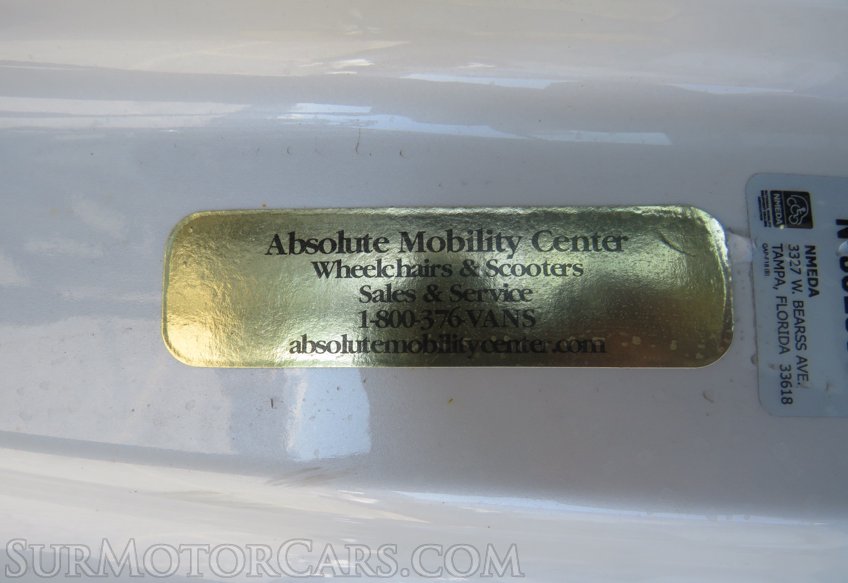 Absolute Mobility Center
Wheelchairs & Scooters
Sales & Service
1-800-376-VANS
absolutemobilitycenter.com
NMEDA
NMEDA
3327 W. BEARSS AVE.
TAMPA, FLORIDA 33618
SurMotorCars.com